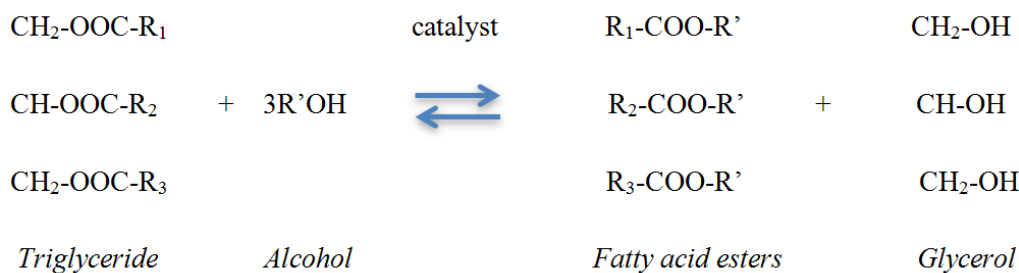 CH₂-OOC-R₁ catalyst R₁-COO-R’ CH₂-OH
CH-OOC-R₂ + 3R’OH R₂-COO-R’ + CH-OH
CH₂-OOC-R₃ R₃-COO-R’ CH₂-OH
Triglyceride Alcohol Fatty acid esters Glycerol